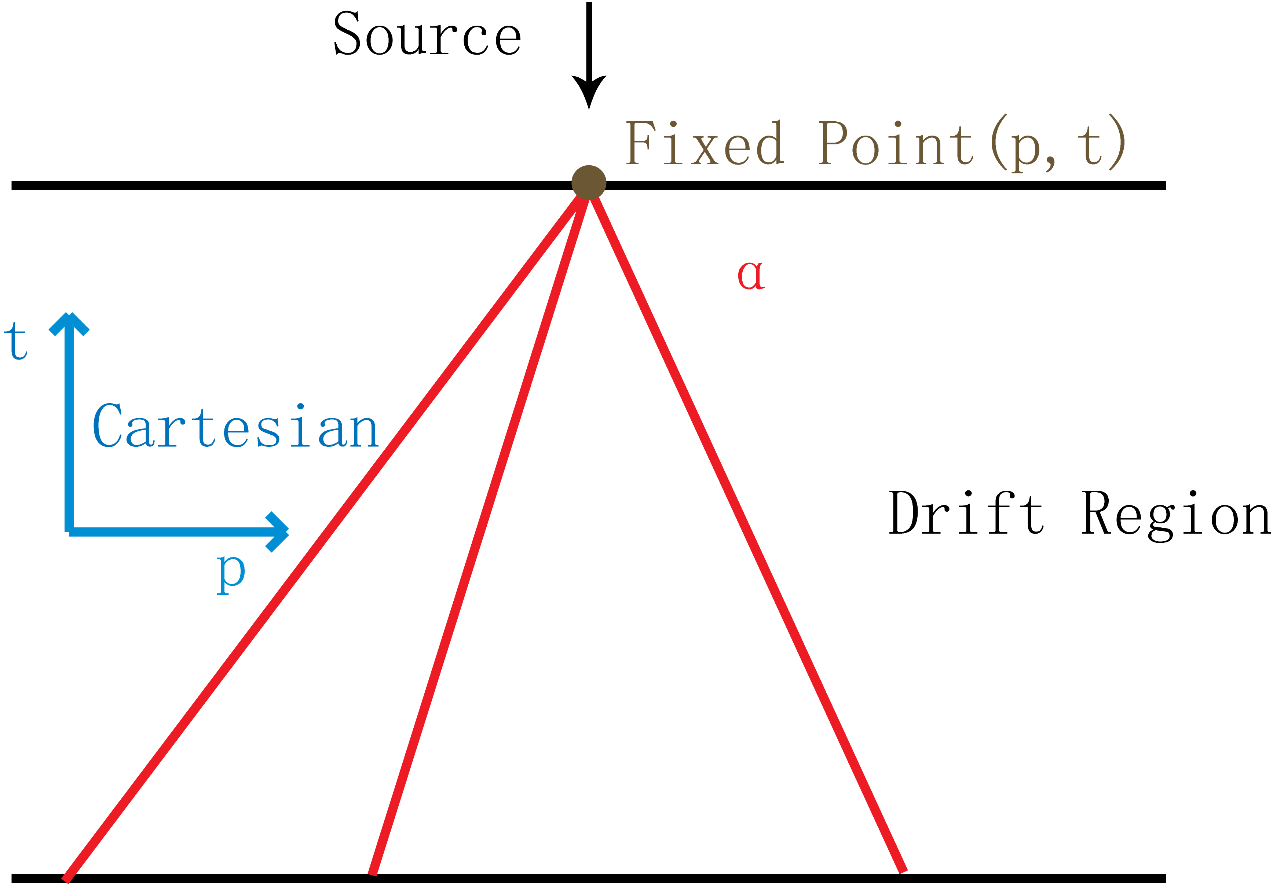 Source
Fixed Point(p,t)
α
t
Cartesian
Drift Region
p